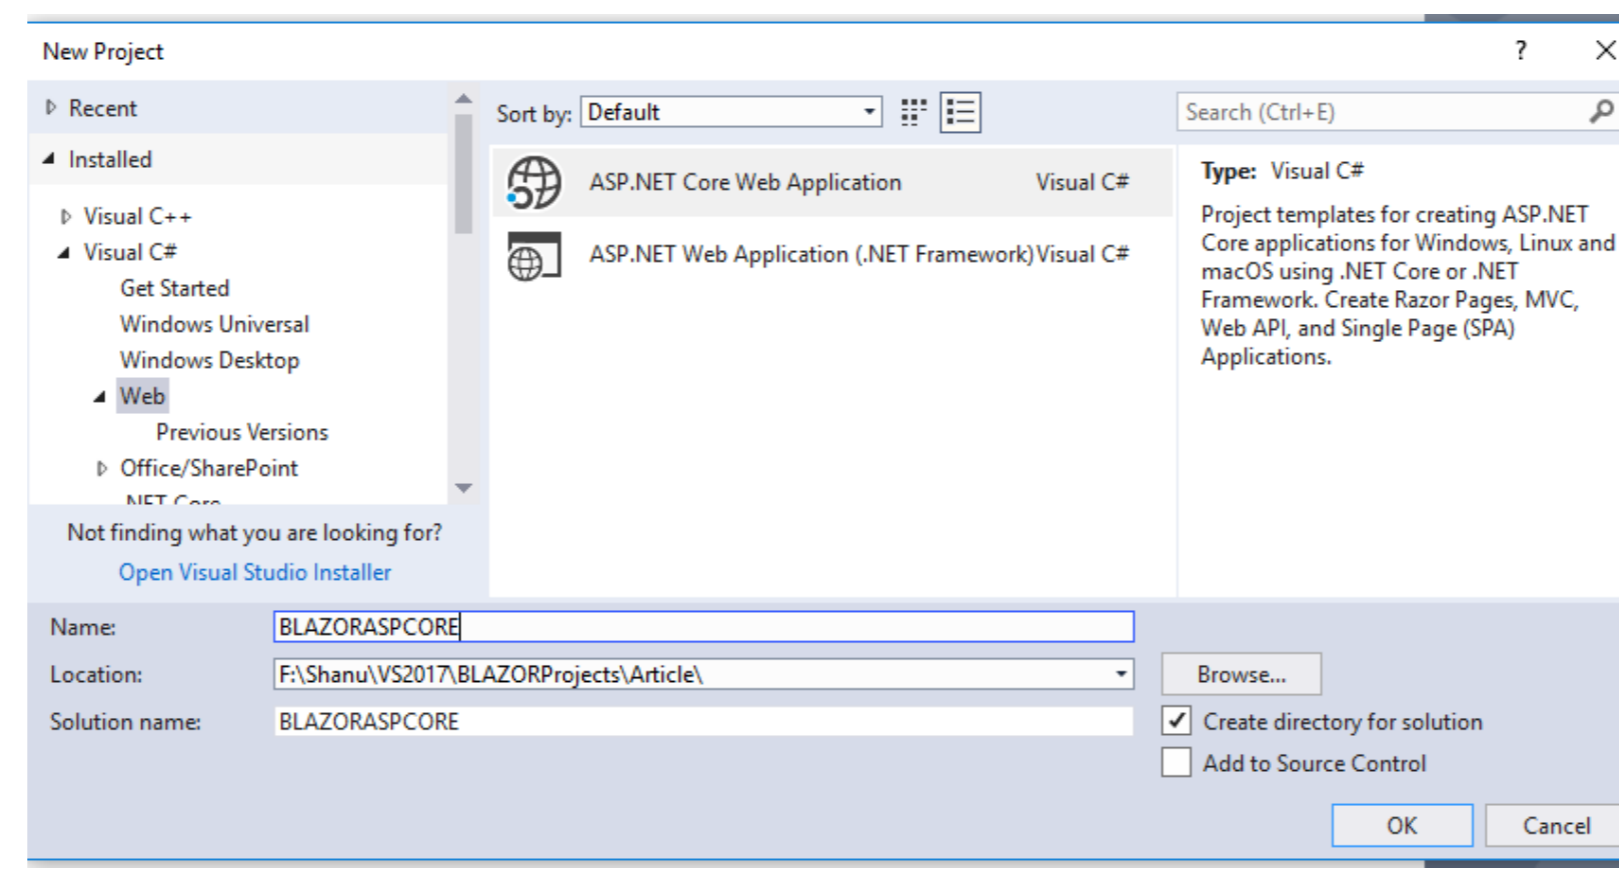 New Project
?
Recent
Installed
Visual C++
Visual C#
Get Started
Windows Universal
Windows Desktop
Web
Previous Versions
Office/SharePoint
.NET Core
Not finding what you are looking for?
Open Visual Studio Installer
Sort by: Default
ASP.NET Core Web Application Visual C#
ASP.NET Web Application (.NET Framework) Visual C#
Search (Ctrl+E)
Type: Visual C#
Project templates for creating ASP.NET
Core applications for Windows, Linux and
macOS using .NET Core or .NET
Framework. Create Razor Pages, MVC,
Web API, and Single Page (SPA)
Applications.
Name: BLAZORASPCORE
Location: F:\Shanu\VS2017\BLAZORProjects\Article\
Browse...
Solution name: BLAZORASPCORE
Create directory for solution
Add to Source Control
OK
Cancel